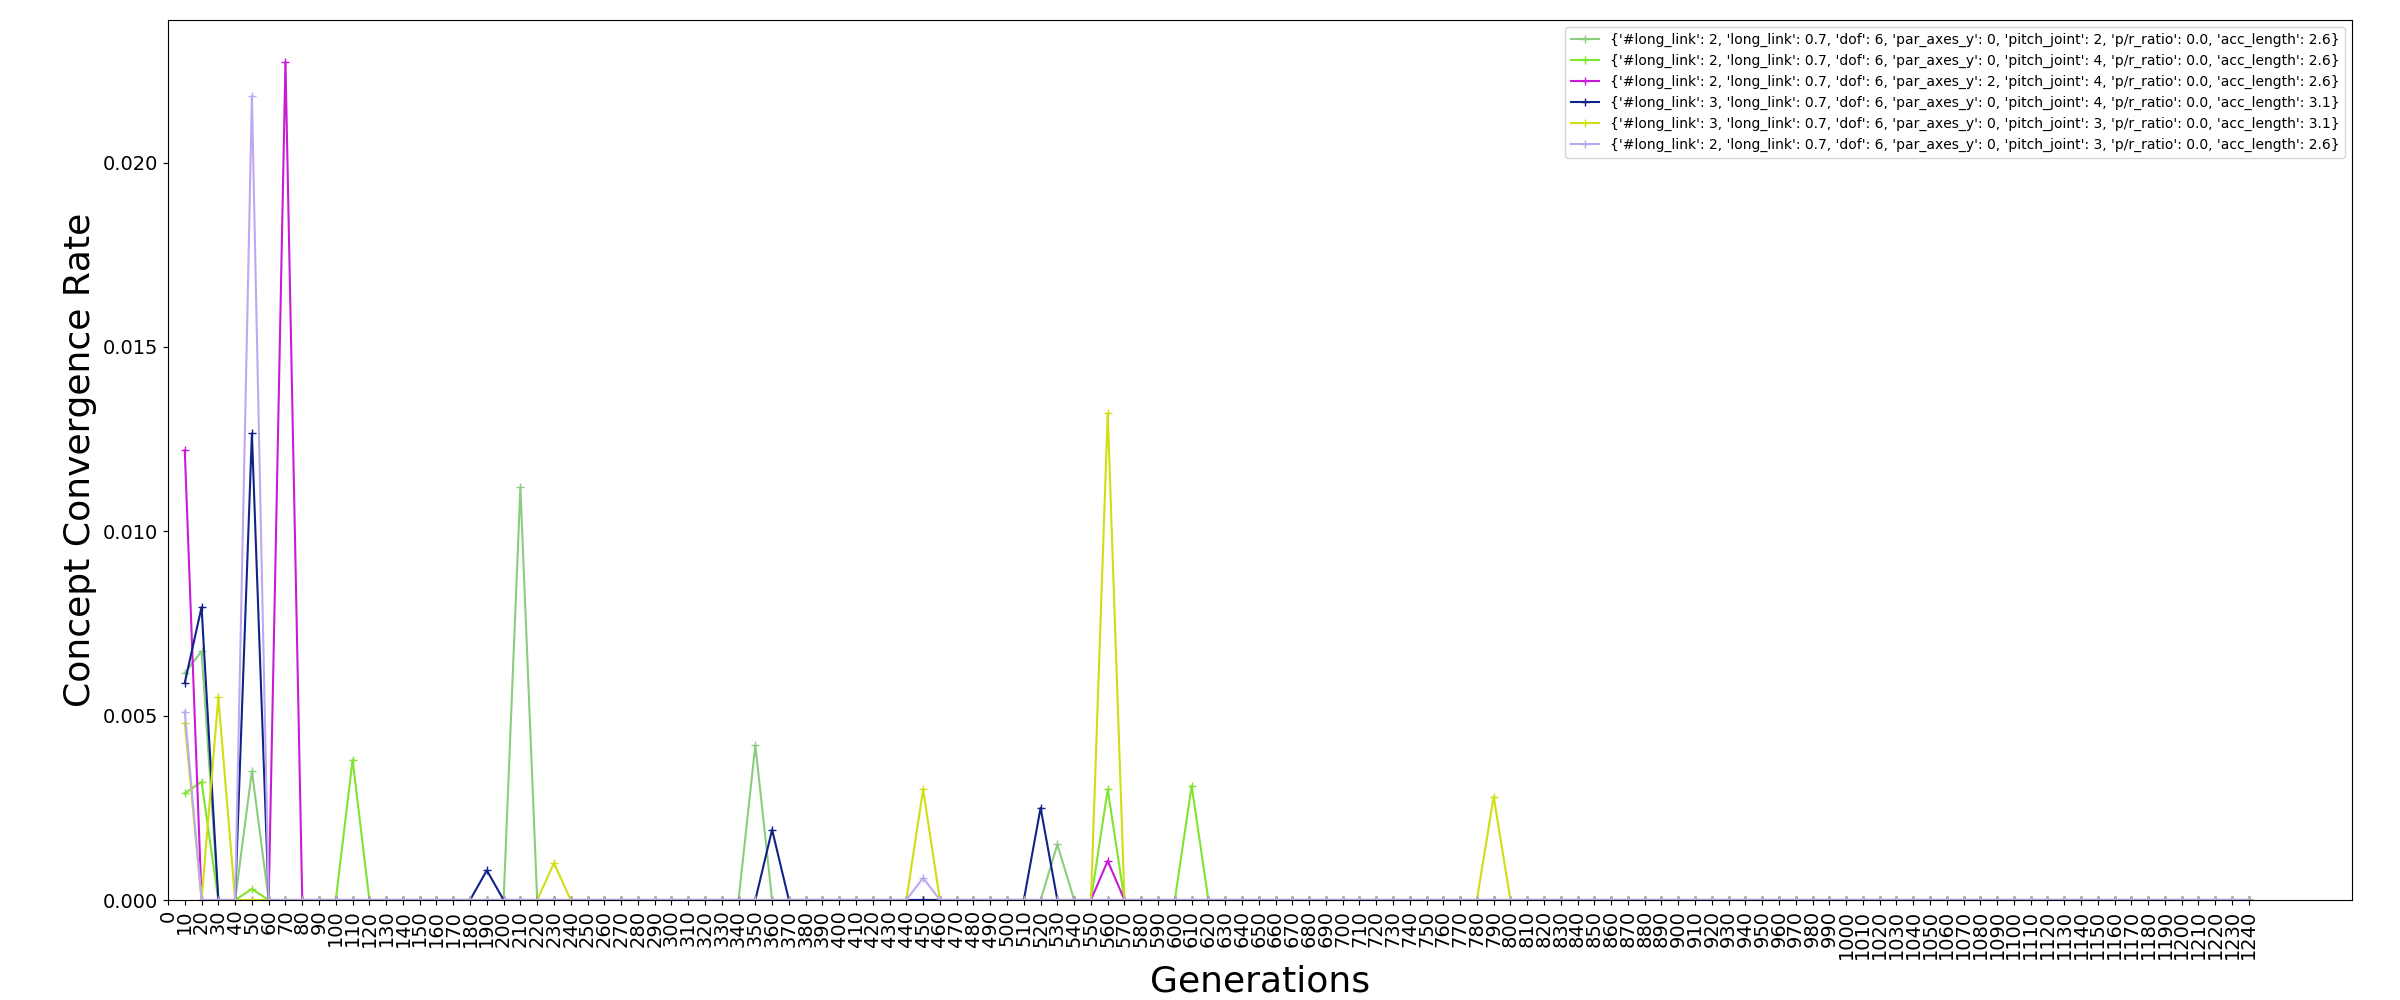 {'#long_link': 2, 'long_link': 0.7, 'dof': 6, 'par_axes_y': 0, 'pitch_joint': 2, 'p/r_ratio': 0.0, 'acc_length': 2.6}
{'#long_link': 2, 'long_link': 0.7, 'dof': 6, 'par_axes_y': 0, 'pitch_joint': 4, 'p/r_ratio': 0.0, 'acc_length': 2.6}
{'#long_link': 2, 'long_link': 0.7, 'dof': 6, 'par_axes_y': 2, 'pitch_joint': 4, 'p/r_ratio': 0.0, 'acc_length': 2.6}
{'#long_link': 3, 'long_link': 0.7, 'dof': 6, 'par_axes_y': 0, 'pitch_joint': 4, 'p/r_ratio': 0.0, 'acc_length': 3.1}
{'#long_link': 3, 'long_link': 0.7, 'dof': 6, 'par_axes_y': 0, 'pitch_joint': 3, 'p/r_ratio': 0.0, 'acc_length': 3.1}
{'#long_link': 2, 'long_link': 0.7, 'dof': 6, 'par_axes_y': 0, 'pitch_joint': 3, 'p/r_ratio': 0.0, 'acc_length': 2.6}
Concept Convergence Rate
0.020
0.015
0.010
0.005
0.000
0 10 20 30 40 50 60 70 80 90 100 110 120 130 140 150 160 170 180 190 200 210 220 230 240 250 260 270 280 290 300 310 320 330 340 350 360 370 380 390 400 410 420 430 440 450 460 470 480 490 500 510 520 530 540 550 560 570 580 590 600 610 620 630 640 650 660 670 680 690 700 710 720 730 740 750 760 770 780 790 800 810 820 830 840 850 860 870 880 890 900 910 920 930 940 950 960 970 980 990 1000 1010 1020 1030 1040 1050 1060 1070 1080 1090 1100 1110 1120 1130 1140 1150 1160 1170 1180 1190 1200 1210 1220 1230 1240
Generations